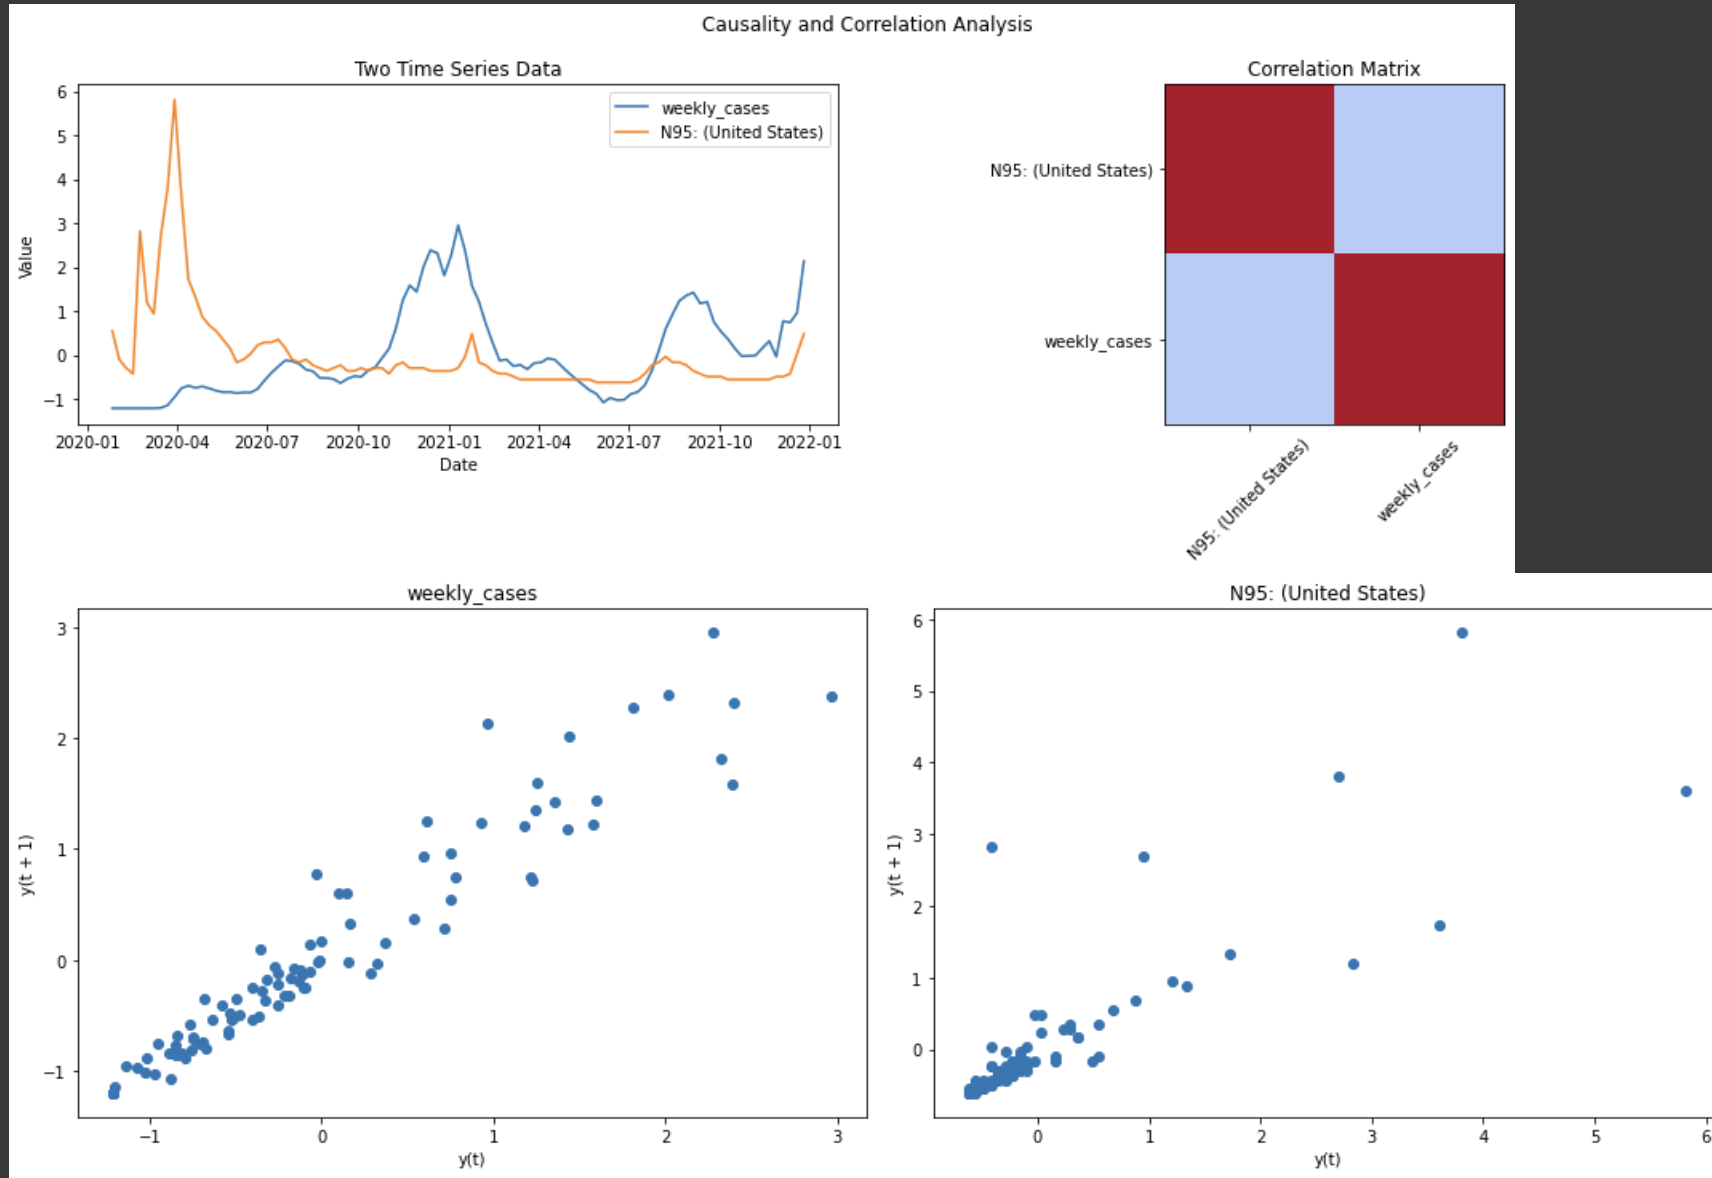 Causality and Correlation Analysis
Two Time Series Data
6
5
4
3
2
1
0
−1
Value
weekly_cases
N95: (United States)
2020-01 2020-04 2020-07 2020-10 2021-01 2021-04 2021-07 2021-10 2022-01
Date
Correlation Matrix
N95: (United States)
weekly_cases
N95: (United States)
weekly_cases
weekly_cases
3
2
1
0
−1
y(t + 1)
−1 0 1 2 3
y(t)
N95: (United States)
6
5
4
3
2
1
0
y(t + 1)
0 1 2 3 4 5 6
y(t)